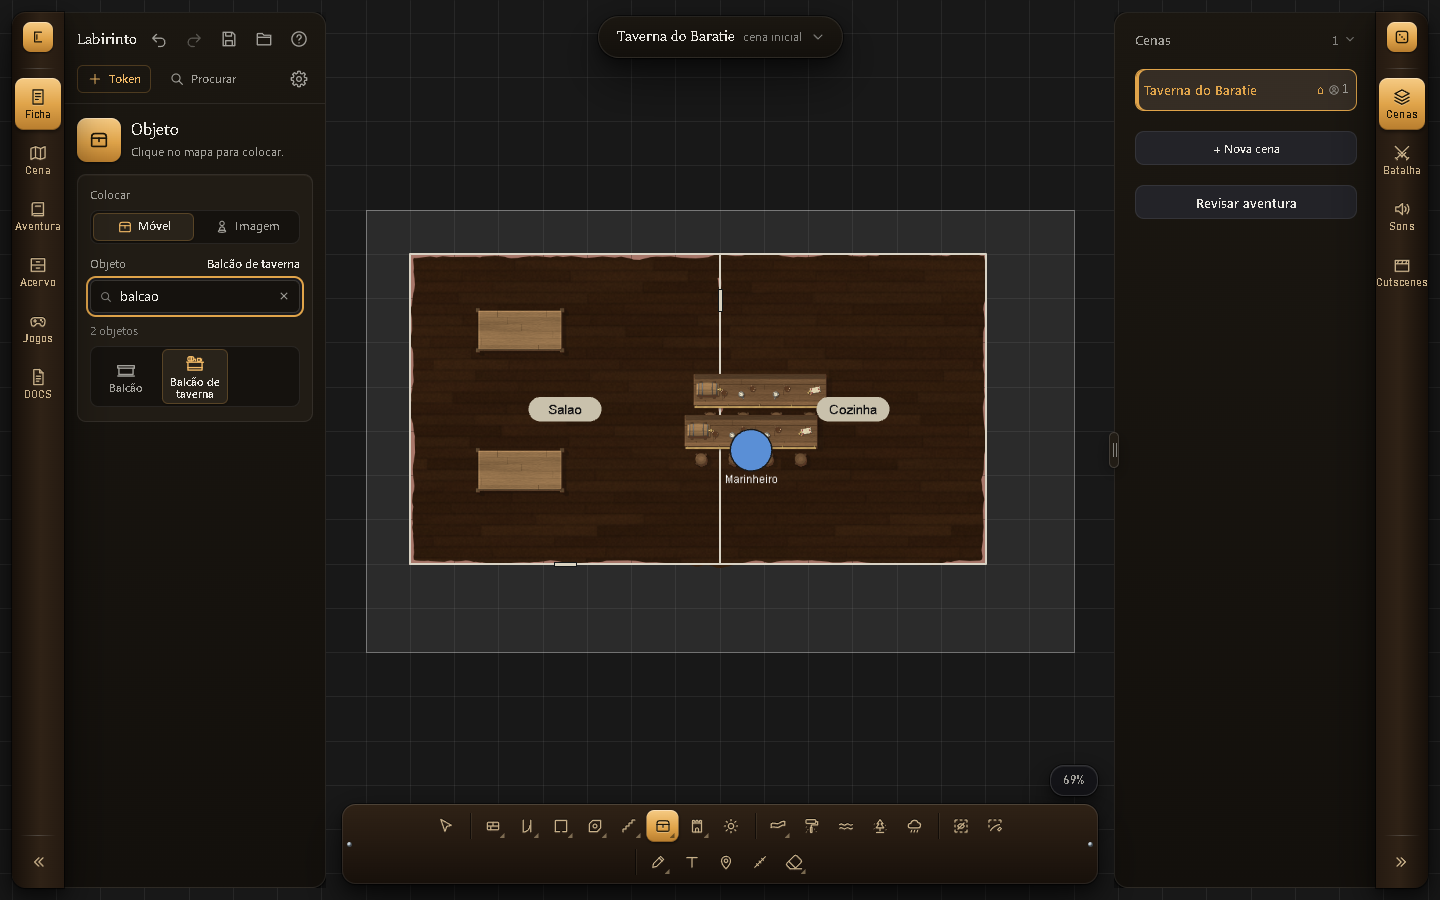 Labirinto
Token
Procurar
Ficha
Cena
Aventura
Acervo
Jogos
DOCS
Objeto
Clique no mapa para colocar.
Colocar
Móvel
Imagem
Objeto
Balcão de taverna
balcao
2 objetos
Balcão
Balcão de
taverna
Taverna do Baratie cena inicial
Salao
Cozinha
Marinheiro
69%
Cenas
1
Taverna do Baratie
1
+ Nova cena
Revisar aventura
Cenas
Batalha
Sons
Cutscenes